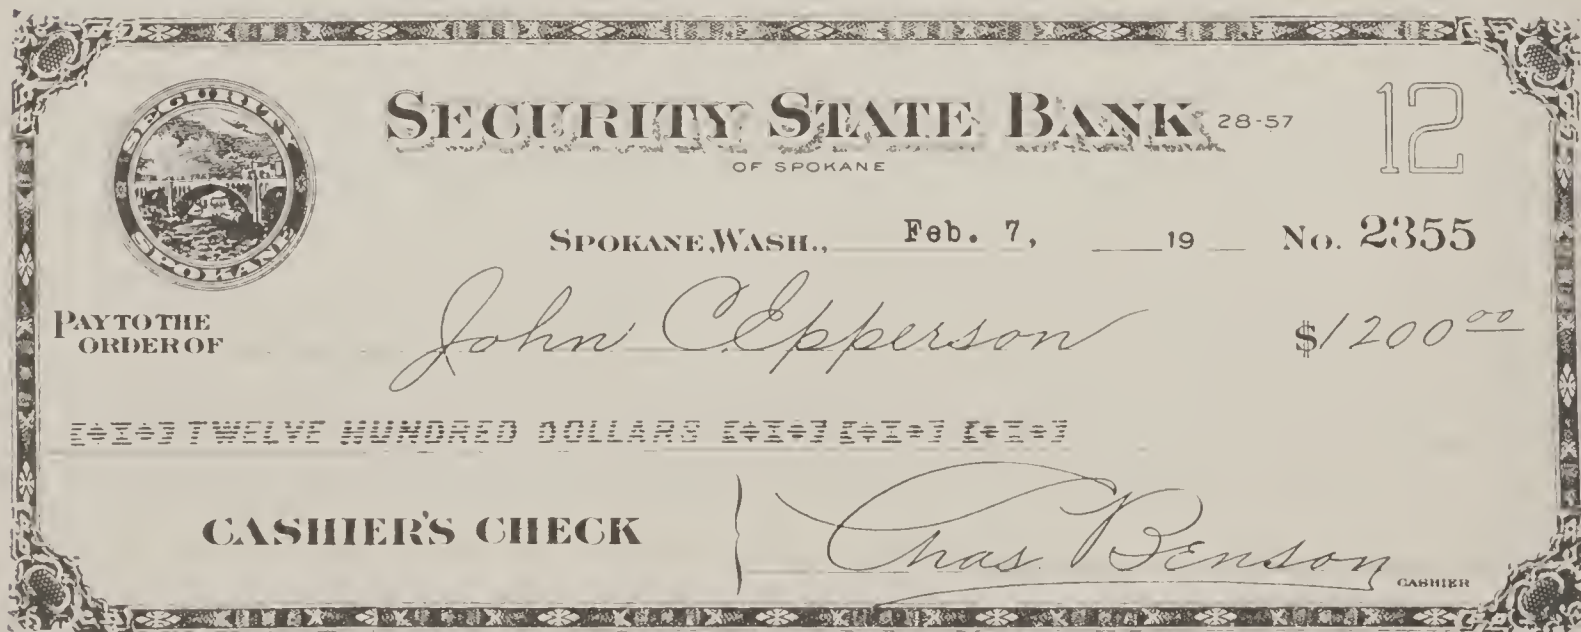 SECURITY STATE BANK 28-57
12
OF SPOKANE
SECURITY
SPOKANE
SPOKANE, WASH., Feb. 7, 19 No. 2355
PAY TO THE
ORDER OF John C. Epperson $1200 00
TWELVE HUNDRED DOLLARS
CASHIER'S CHECK Chas. Benson
CASHIER